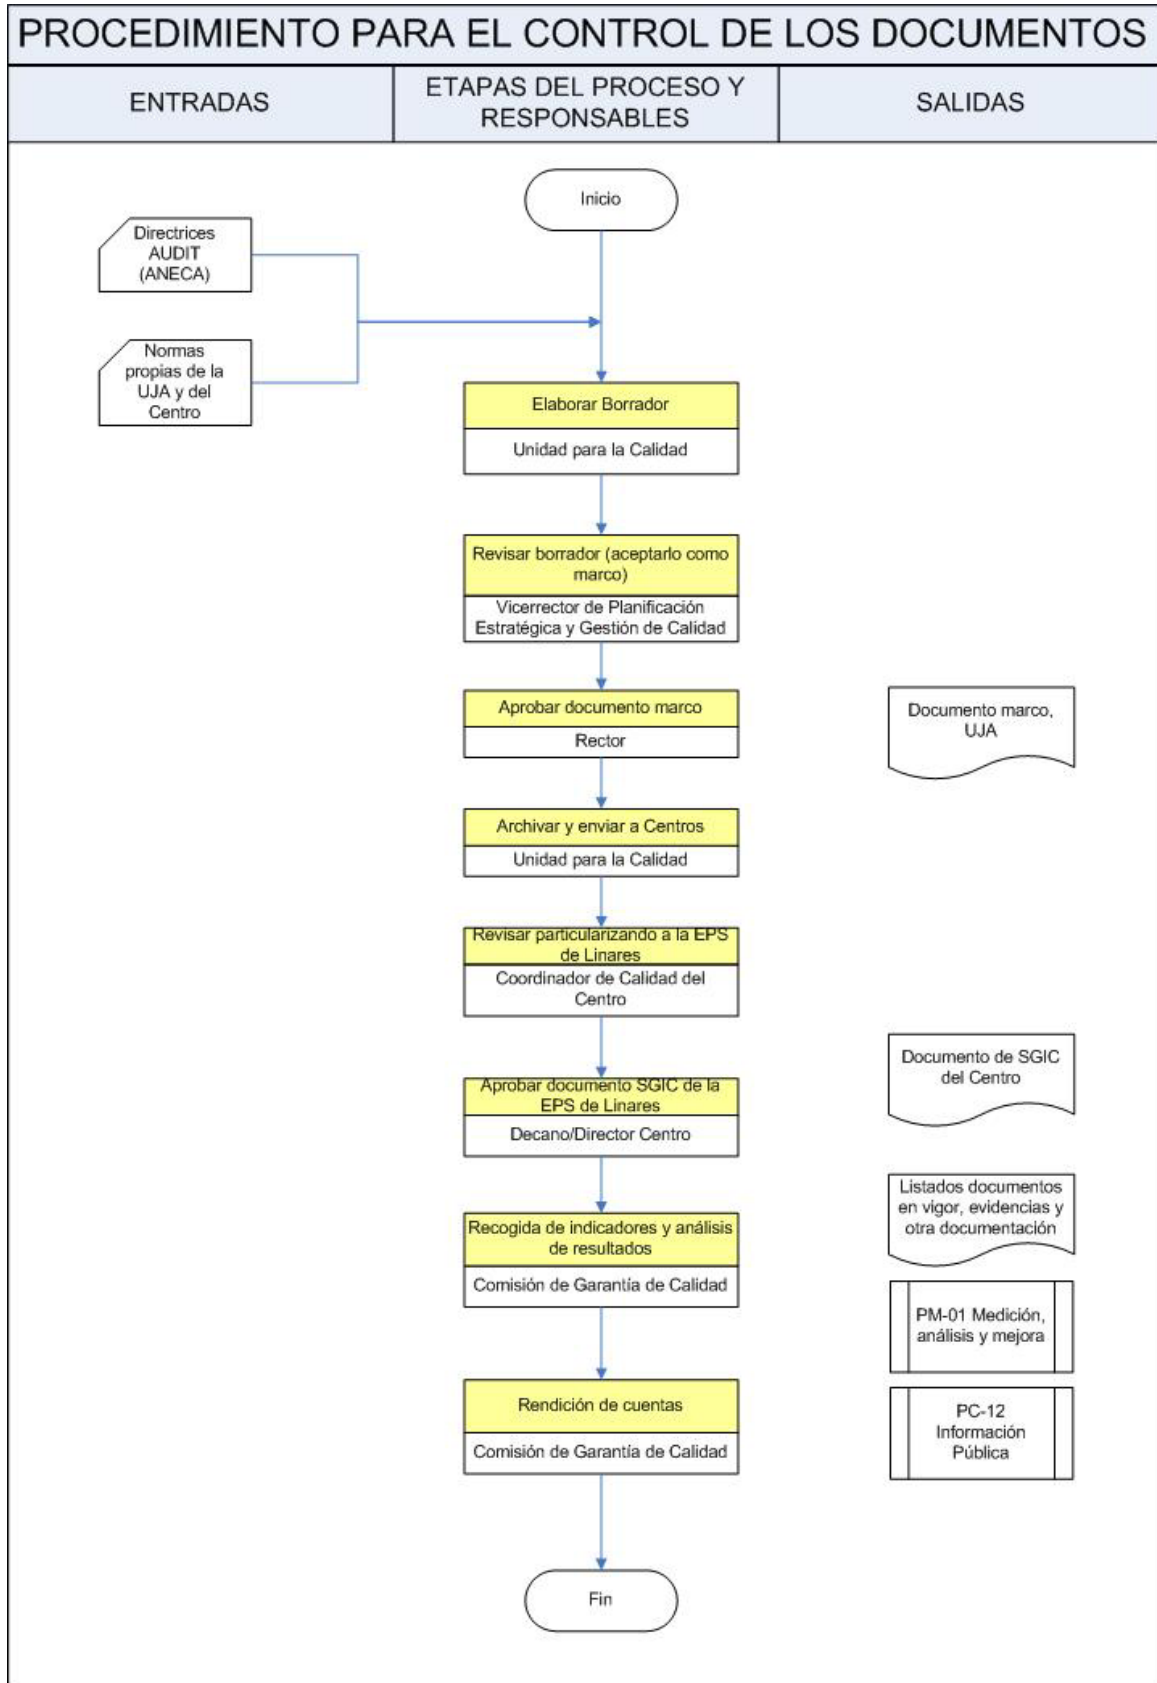 PROCEDIMIENTO PARA EL CONTROL DE LOS DOCUMENTOS
ENTRADAS
ETAPAS DEL PROCESO Y
RESPONSABLES
SALIDAS
Inicio
Directrices
AUDIT
(ANECA)
Normas
propias de la
UJA y del
Centro
Elaborar Borrador
Unidad para la Calidad
Revisar borrador (aceptarlo como
marco)
Vicerrector de Planificación
Estratégica y Gestión de Calidad
Aprobar documento marco
Rector
Documento marco,
UJA
Archivar y enviar a Centros
Unidad para la Calidad
Revisar particularizando a la EPS
de Linares
Coordinador de Calidad del
Centro
Aprobar documento SGIC de la
EPS de Linares
Decano/Director Centro
Documento de SGIC
del Centro
Recogida de indicadores y análisis
de resultados
Comisión de Garantía de Calidad
Listados documentos
en vigor, evidencias y
otra documentación
PM-01 Medición,
análisis y mejora
Rendición de cuentas
Comisión de Garantía de Calidad
PC-12
Información
Pública
Fin